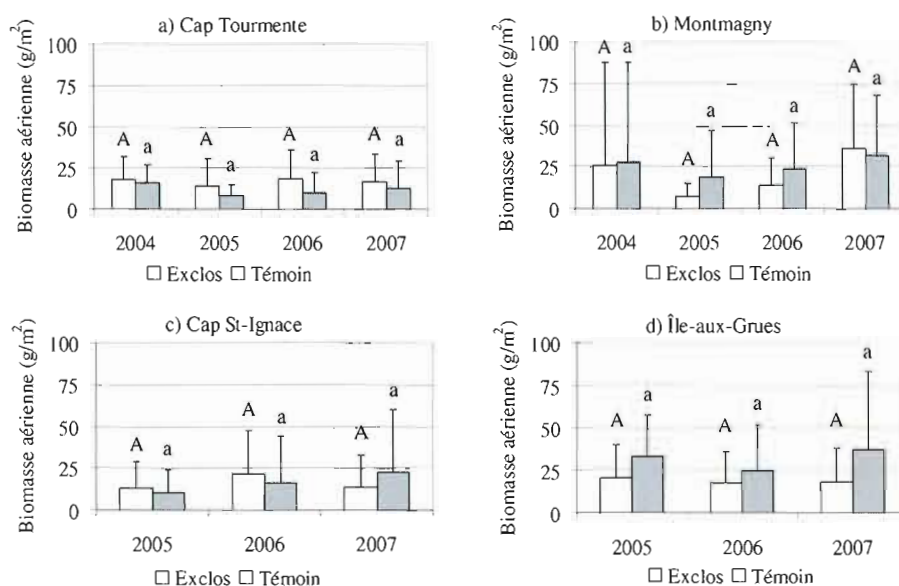 a) Cap Tourmente
Biomasse aérienne (g/m²)
100
75
50
25
0
A a A a A a A a
2004 2005 2006 2007
□ Exclos □ Témoin
b) Montmagny
Biomasse aérienne (g/m²)
100
75
50
25
0
A a A a A a A a
2004 2005 2006 2007
□ Exclos □ Témoin
c) Cap St-Ignace
Biomasse aérienne (g/m²)
100
75
50
25
0
A a A a A a
2005 2006 2007
□ Exclos □ Témoin
d) Île-aux-Grues
Biomasse aérienne (g/m²)
100
75
50
25
0
A a A a A a
2005 2006 2007
□ Exclos □ Témoin